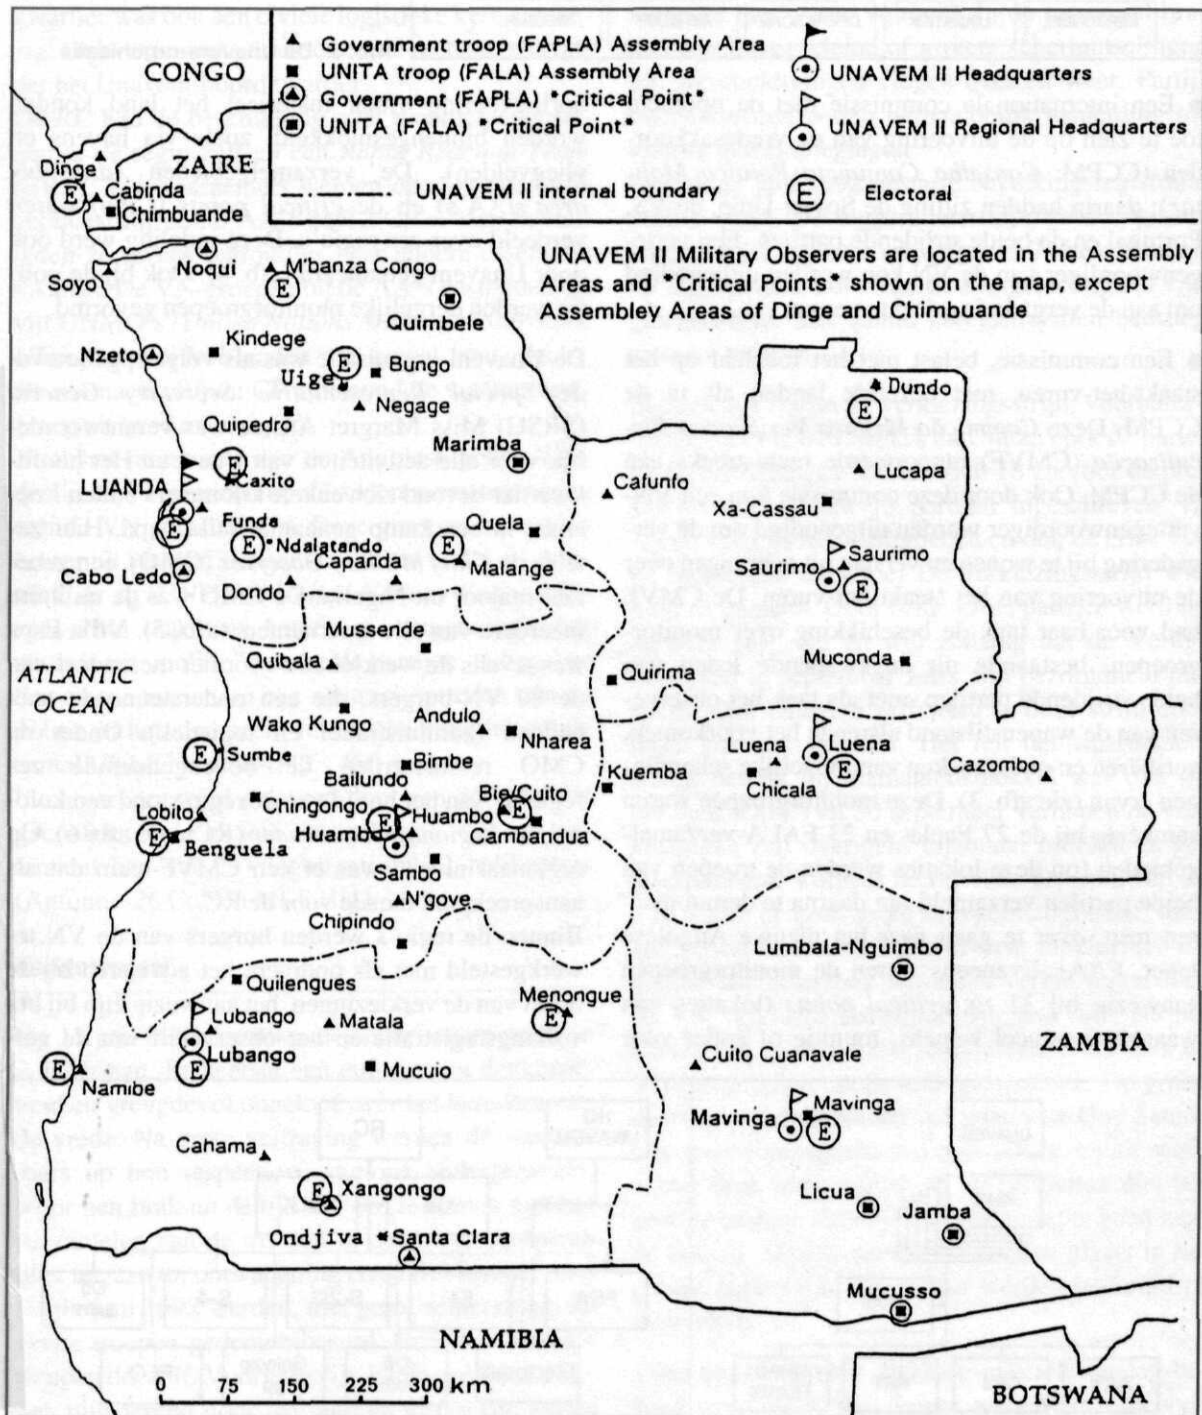 CONGO
▲ Government troop (FAPLA) Assembly Area
■ UNITA troop (FALA) Assembly Area
Government (FAPLA) "Critical Point"
UNITA (FALA) "Critical Point"
UNAVEM II Headquarters
UNAVEM II Regional Headquarters
UNAVEM II internal boundary
E Electoral
UNAVEM II Military Observers are located in the Assembly
Areas and "Critical Points" shown on the map, except
Assembley Areas of Dinge and Chimbuande
ZAIRE
Dinge
E
Cabinda
Chimbuande
Noqui
M'banza Congo
Soyo
E
Quimbele
Nzeto
Kindege
E
Bungo
Uige
Negage
Quipedro
Marimba
Dundo
E
Lucapa
Cafunfo
Xa-Cassau
E
Caxito
LUANDA
Funda
E
E
Ndalatando
E
Quela
Malange
Capanda
Cabo Ledo
Dondo
Saurimo
Saurimo
E
Mussende
Quibala
Muconda
Quirima
ATLANTIC
OCEAN
Wako Kungo
Andulo
Nharea
E
Sumbe
Bimbe
Luena
Luena
E
Cazombo
Chicala
Kuemba
Bailundo
Bie/Cuito
E
Chingongo
Huambo
E
Huambo
Cambandua
Lobito
E
Benguela
Sambo
N'gove
Chipindo
Lumbala-Nguimbo
Quilengues
Menongue
E
Lubango
Matala
Lubango
E
E
Namibe
Mucuio
Cuito Cuanavale
ZAMBIA
Mavinga
Mavinga
E
Cahama
Licua
Jamba
E
Xangongo
Ondjiva
Santa Clara
Mucusso
NAMIBIA
0 75 150 225 300 km
BOTSWANA